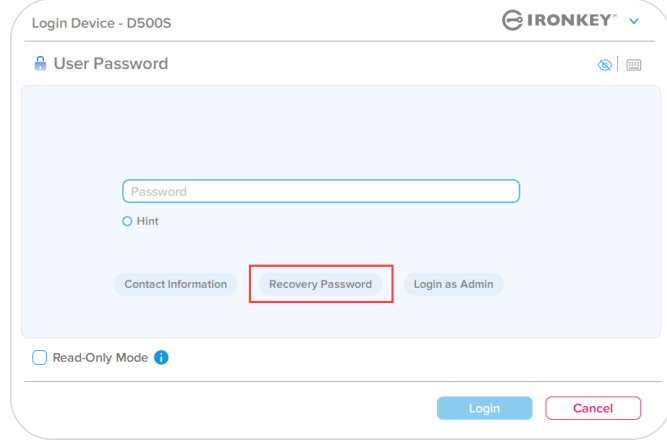 Login Device - D500S
IRONKEY™
User Password
Password
Hint
Contact Information
Recovery Password
Login as Admin
Read-Only Mode
Login
Cancel